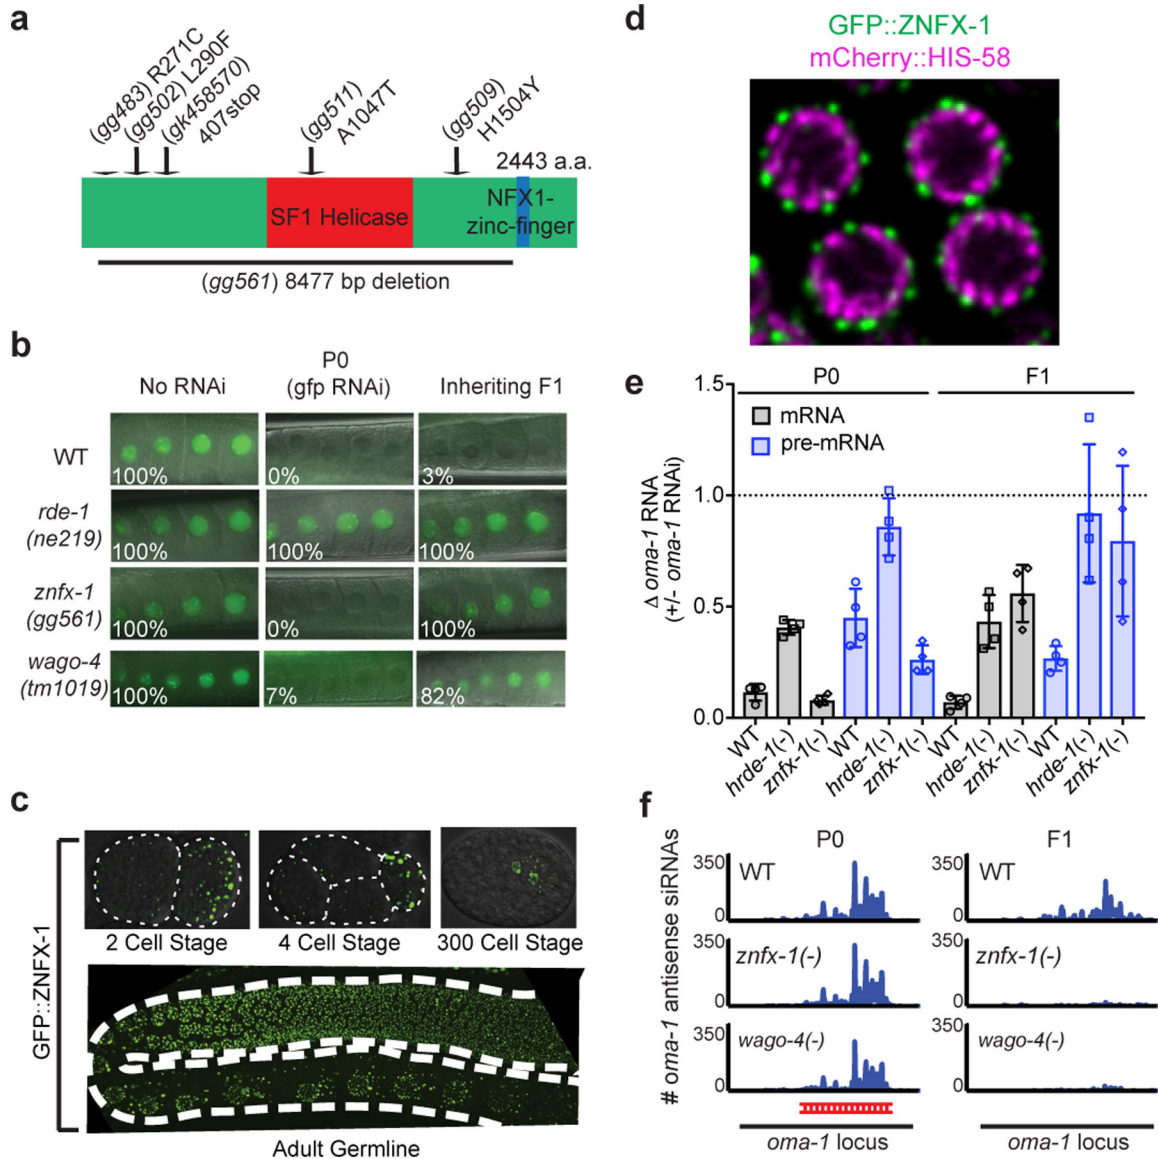 a
(gg483) R271C
(gg502) L290F
(gk458570)
407stop
(gg511)
A1047T
(gg509)
H1504Y
2443 a.a.
SF1 Helicase
NFX1-
zinc-finger
(gg561) 8477 bp deletion
b
No RNAi
P0
(gfp RNAi)
Inheriting F1
WT
100%
0%
3%
rde-1
(ne219)
100%
100%
100%
znfx-1
(gg561)
100%
0%
100%
wago-4
(tm1019)
100%
7%
82%
c
GFP::ZNFX-1
2 Cell Stage
4 Cell Stage
300 Cell Stage
Adult Germline
d
GFP::ZNFX-1
mCherry::HIS-58
e
P0
F1
mRNA
pre-mRNA
Δ oma-1 RNA
(+/- oma-1 RNAi)
1.5
1.0
0.5
0.0
WT
hrde-1(-)
znfx-1(-)
WT
hrde-1(-)
znfx-1(-)
WT
hrde-1(-)
znfx-1(-)
WT
hrde-1(-)
znfx-1(-)
f
# oma-1 antisense siRNAs
P0
F1
350
WT
0
350
WT
0
350
znfx-1(-)
0
350
znfx-1(-)
0
350
wago-4(-)
0
350
wago-4(-)
0
oma-1 locus
oma-1 locus